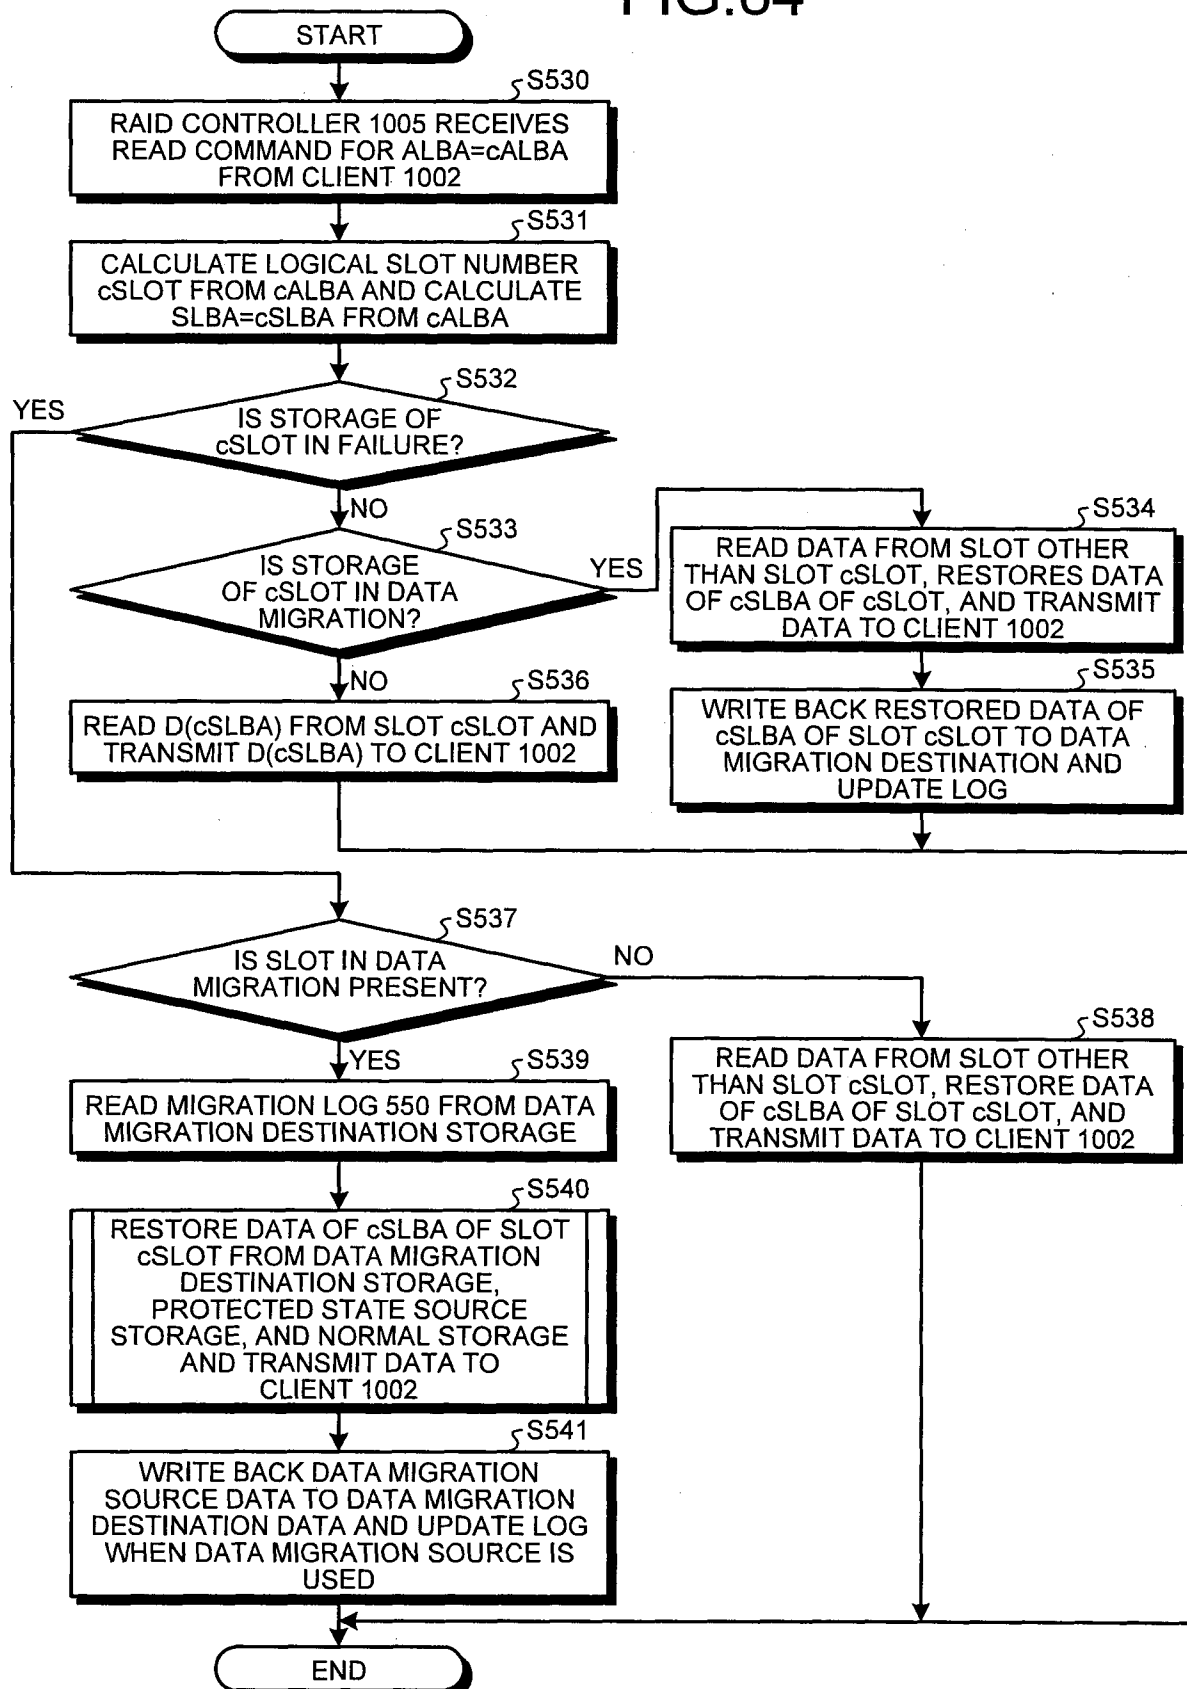 FIG.64
START
S530
RAID CONTROLLER 1005 RECEIVES
READ COMMAND FOR ALBA=cALBA
FROM CLIENT 1002
S531
CALCULATE LOGICAL SLOT NUMBER
cSLOT FROM cALBA AND CALCULATE
SLBA=cSLBA FROM cALBA
S532
YES
IS STORAGE OF
cSLOT IN FAILURE?
NO
S533
IS STORAGE
OF cSLOT IN DATA
MIGRATION?
YES
S534
READ DATA FROM SLOT OTHER
THAN SLOT cSLOT, RESTORES DATA
OF cSLBA OF cSLOT, AND TRANSMIT
DATA TO CLIENT 1002
NO
S536
READ D(cSLBA) FROM SLOT cSLOT AND
TRANSMIT D(cSLBA) TO CLIENT 1002
S535
WRITE BACK RESTORED DATA OF
cSLBA OF SLOT cSLOT TO DATA
MIGRATION DESTINATION AND
UPDATE LOG
S537
IS SLOT IN DATA
MIGRATION PRESENT?
NO
S538
READ DATA FROM SLOT OTHER
THAN SLOT cSLOT, RESTORE DATA
OF cSLBA OF SLOT cSLOT, AND
TRANSMIT DATA TO CLIENT 1002
YES
S539
READ MIGRATION LOG 550 FROM DATA
MIGRATION DESTINATION STORAGE
S540
RESTORE DATA OF cSLBA OF SLOT
cSLOT FROM DATA MIGRATION
DESTINATION STORAGE,
PROTECTED STATE SOURCE
STORAGE, AND NORMAL STORAGE
AND TRANSMIT DATA TO
CLIENT 1002
S541
WRITE BACK DATA MIGRATION
SOURCE DATA TO DATA MIGRATION
DESTINATION DATA AND UPDATE LOG
WHEN DATA MIGRATION SOURCE IS
USED
END